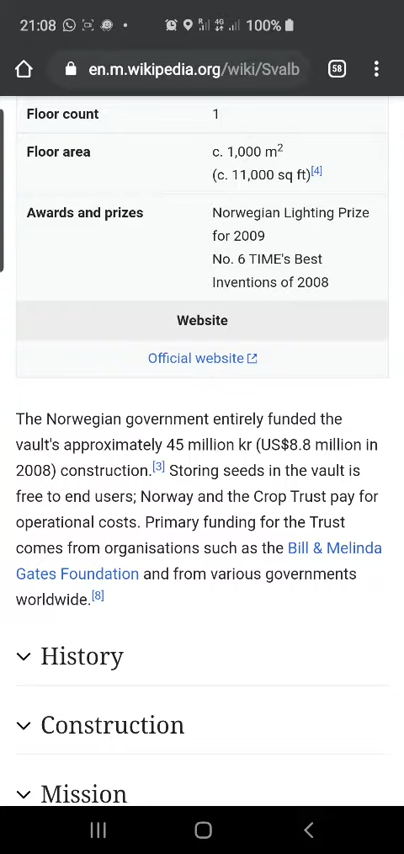 21:08 100%
en.m.wikipedia.org/wiki/Svalb 58
Floor count 1
Floor area c. 1,000 m²
(c. 11,000 sq ft)[4]
Awards and prizes Norwegian Lighting Prize
for 2009
No. 6 TIME's Best
Inventions of 2008
Website
Official website
The Norwegian government entirely funded the
vault's approximately 45 million kr (US$8.8 million in
2008) construction.[3] Storing seeds in the vault is
free to end users; Norway and the Crop Trust pay for
operational costs. Primary funding for the Trust
comes from organisations such as the Bill & Melinda
Gates Foundation and from various governments
worldwide.[8]
History
Construction
Mission